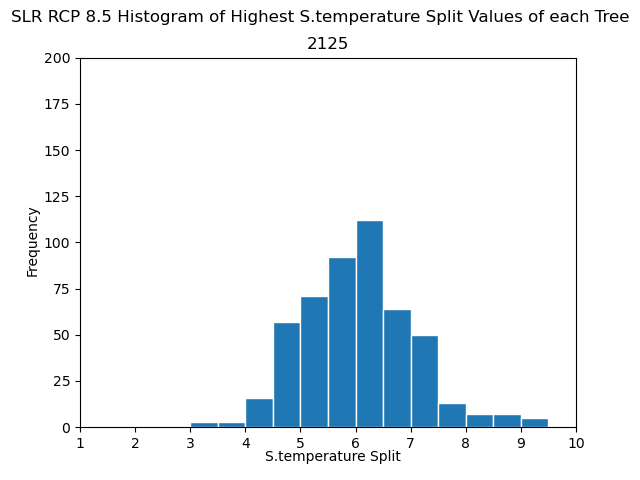 SLR RCP 8.5 Histogram of Highest S.temperature Split Values of each Tree
2125
200
175
150
125
100
75
50
25
0
Frequency
1 2 3 4 5 6 7 8 9 10
S.temperature Split